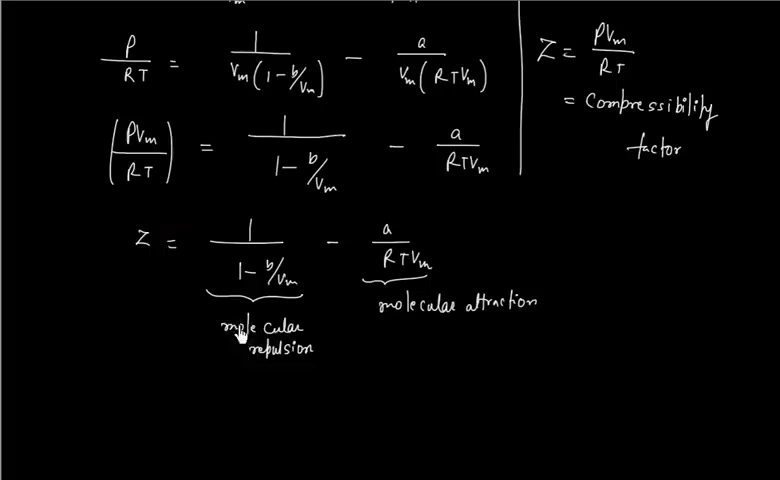 P/RT = 1/(Vm(1-b/Vm)) - a/(Vm(RTVm))
(PVm/RT) = 1/(1-b/Vm) - a/(RTVm)
Z = 1/(1-b/Vm) - a/(RTVm)
molecular
repulsion
molecular attraction
Z = PVm/RT
= Compressibility
factor